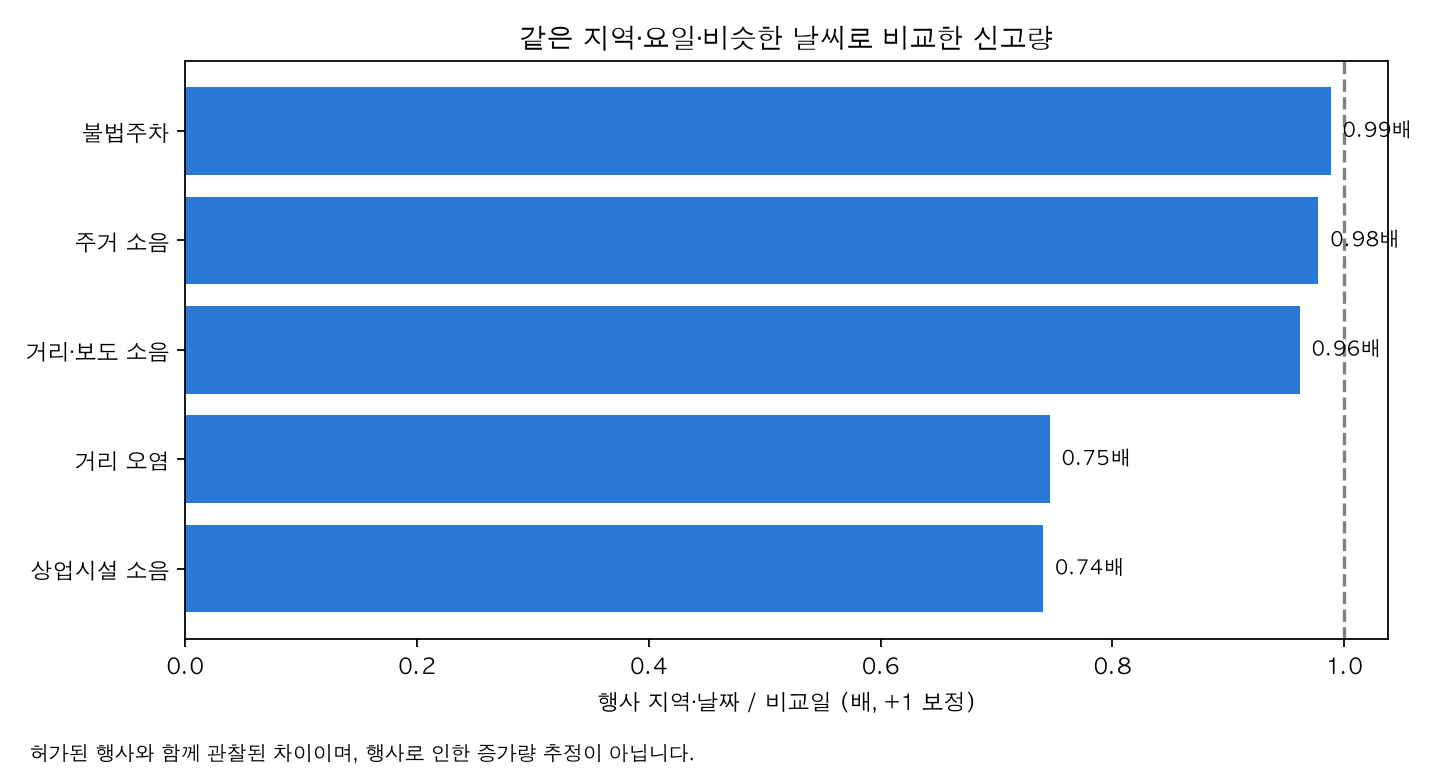 같은 지역·요일·비슷한 날씨로 비교한 신고량
불법주차
0.99배
주거 소음
0.98배
거리·보도 소음
0.96배
거리 오염
0.75배
상업시설 소음
0.74배
0.0 0.2 0.4 0.6 0.8 1.0
행사 지역·날짜 / 비교일 (배, +1 보정)
허가된 행사와 함께 관찰된 차이이며, 행사로 인한 증가량 추정이 아닙니다.